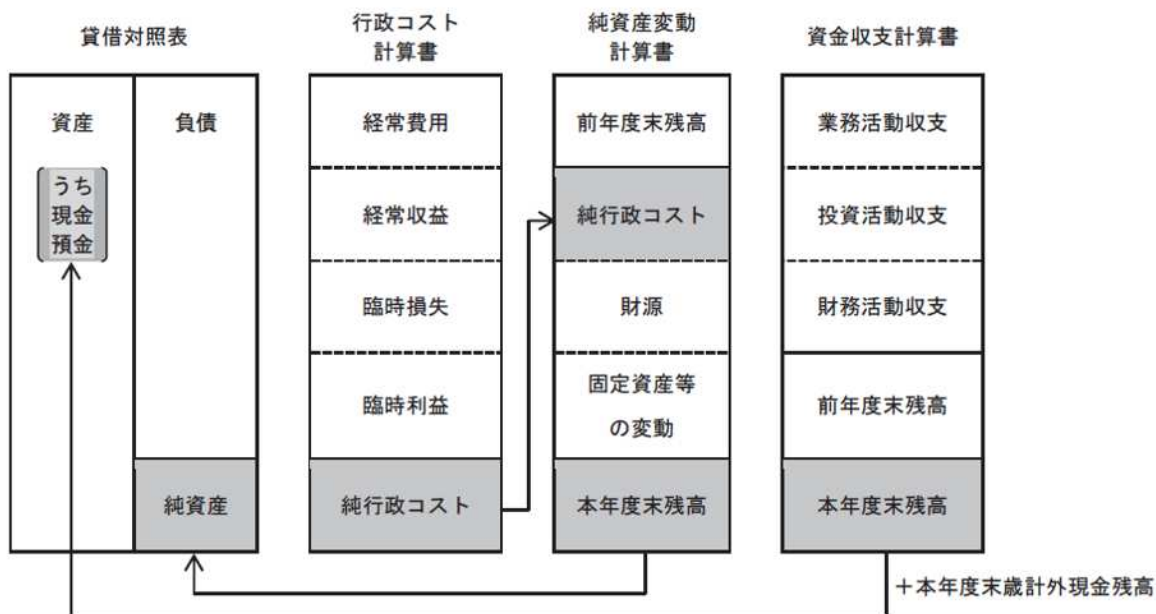 貸借対照表
行政コスト
計算書
純資産変動
計算書
資金収支計算書
資産
うち
現金
預金
負債
純資産
経常費用
経常収益
臨時損失
臨時利益
純行政コスト
前年度末残高
純行政コスト
財源
固定資産等
の変動
本年度末残高
業務活動収支
投資活動収支
財務活動収支
前年度末残高
本年度末残高
＋本年度末歳計外現金残高